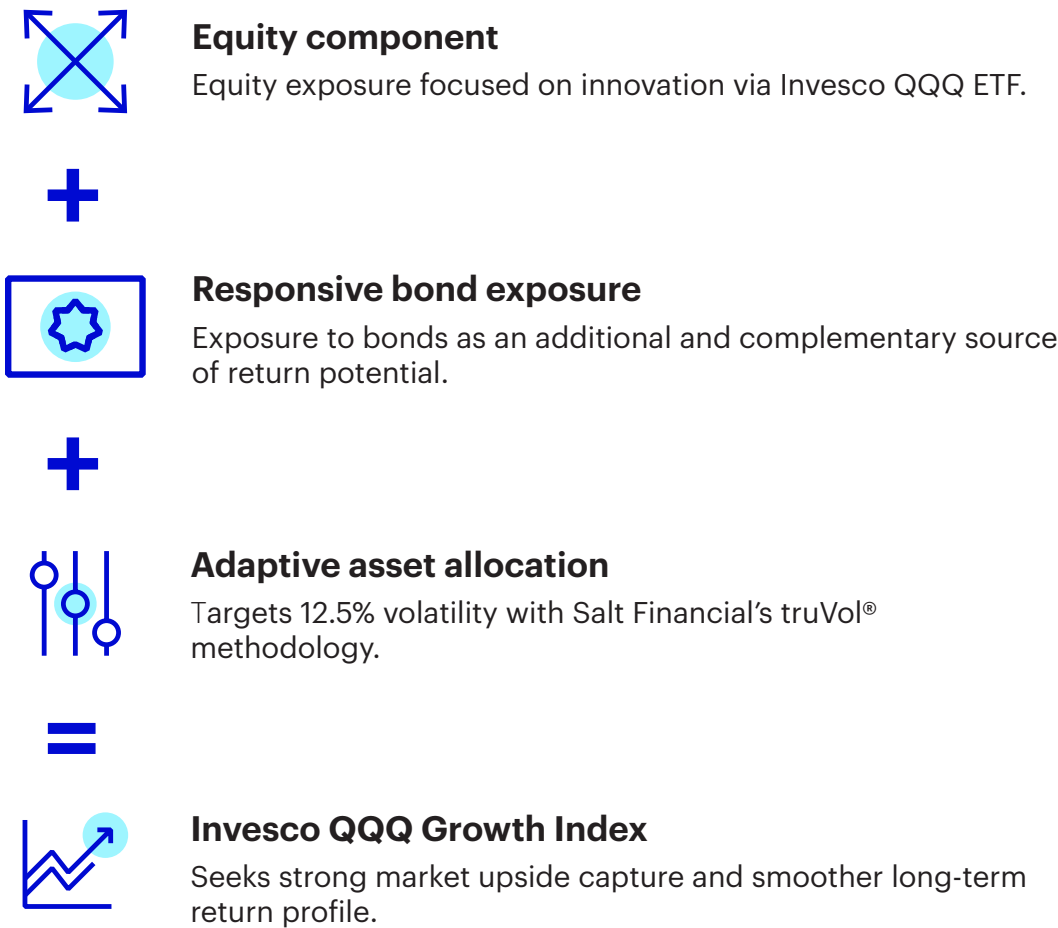 Equity component
Equity exposure focused on innovation via Invesco QQQ ETF.
+
Responsive bond exposure
Exposure to bonds as an additional and complementary source
of return potential.
+
Adaptive asset allocation
Targets 12.5% volatility with Salt Financial’s truVol®
methodology.
=
Invesco QQQ Growth Index
Seeks strong market upside capture and smoother long-term
return profile.